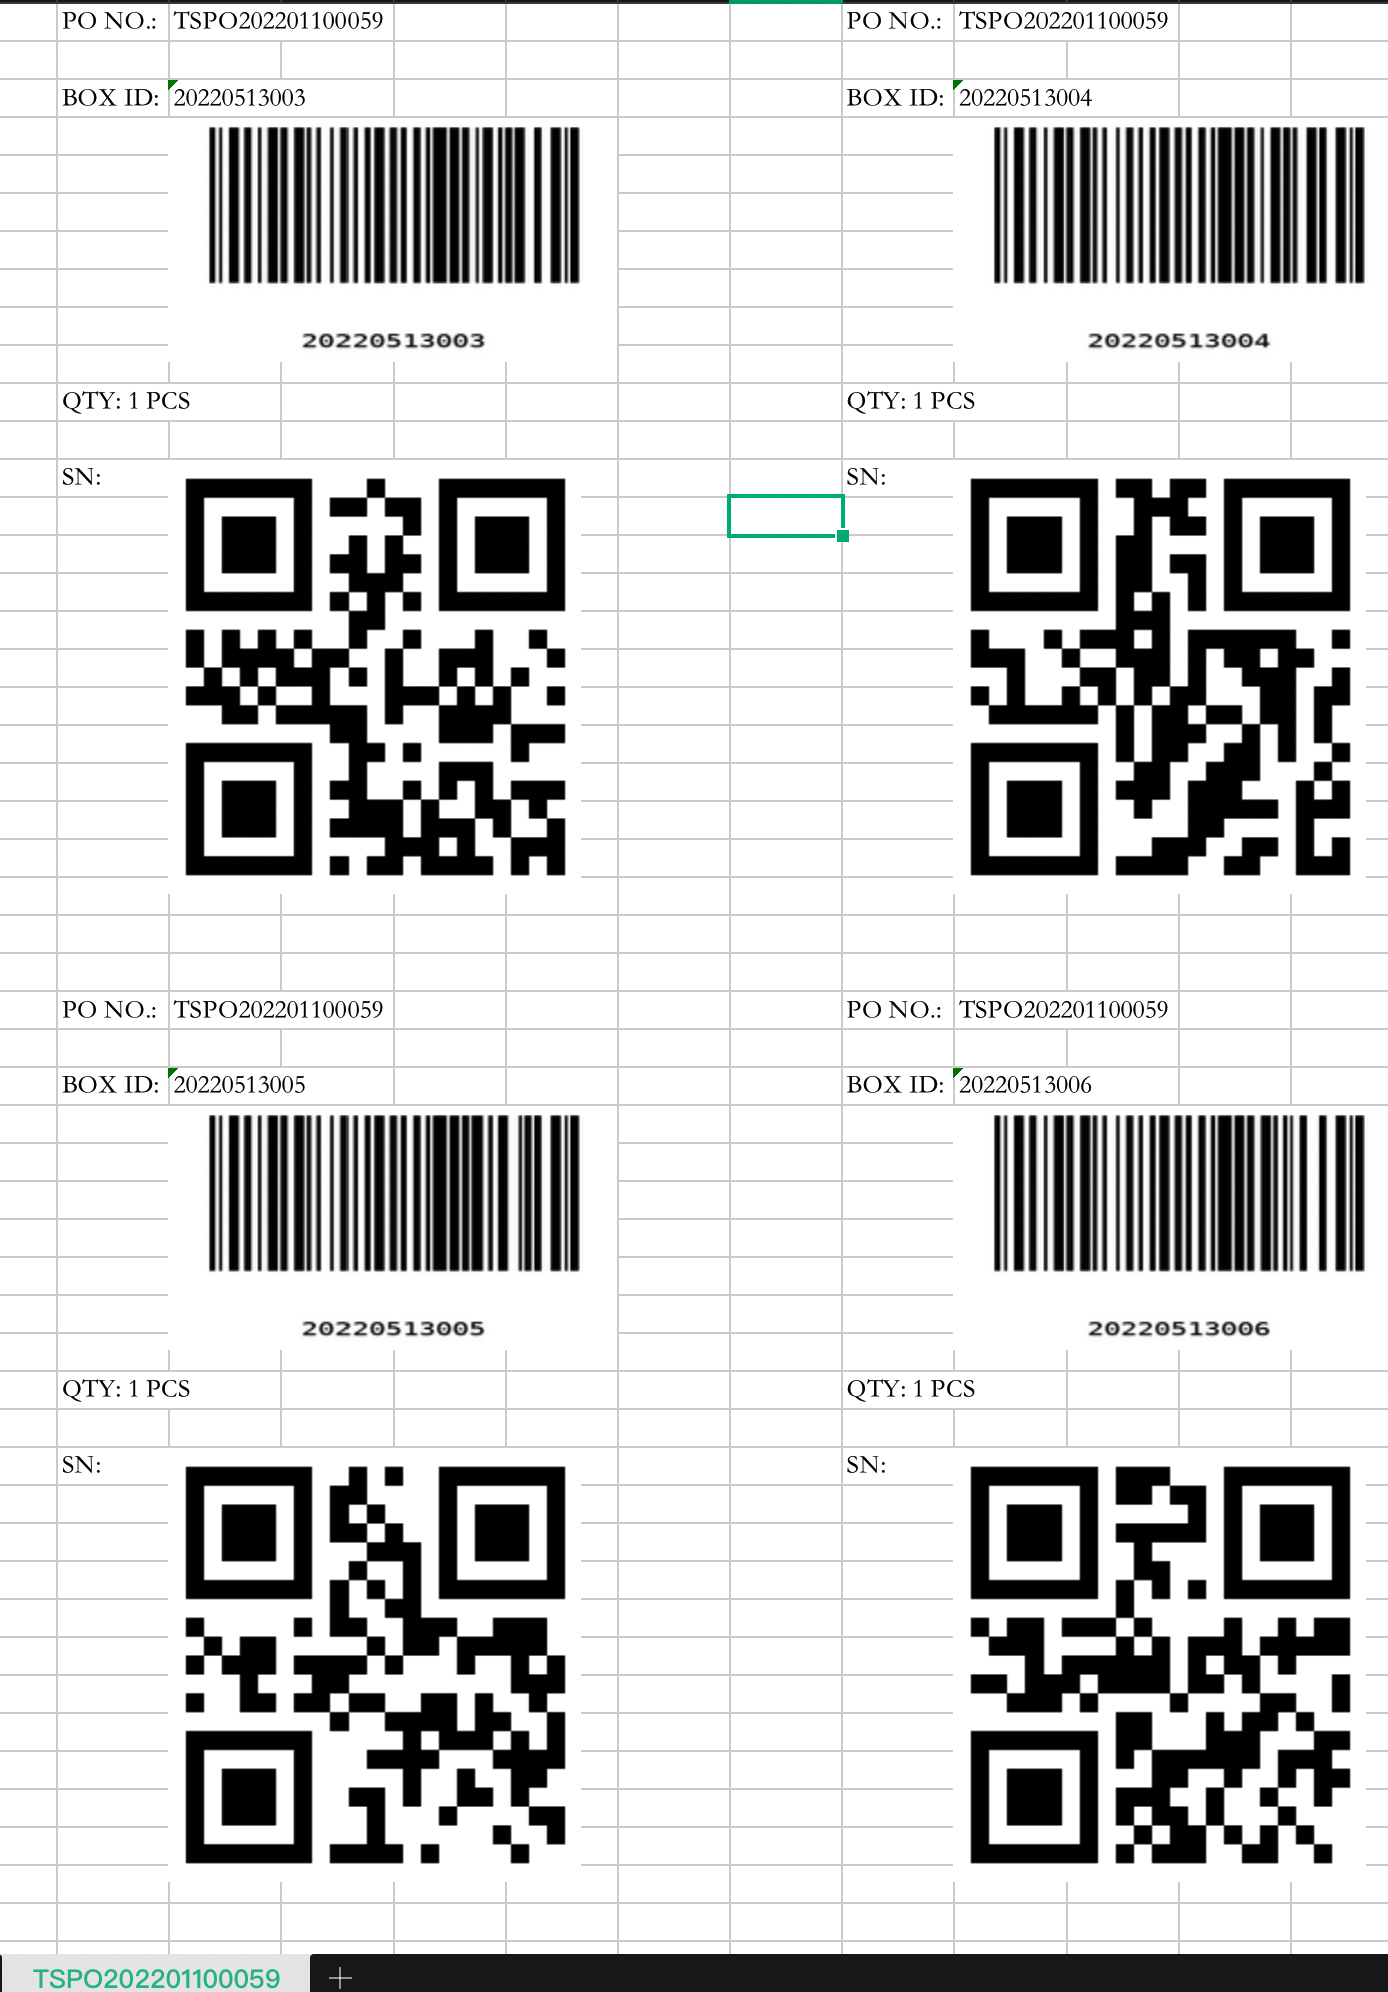 PO NO.: TSPO202201100059
BOX ID: 20220513003
20220513003
QTY: 1 PCS
SN:
PO NO.: TSPO202201100059
BOX ID: 20220513004
20220513004
QTY: 1 PCS
SN:
PO NO.: TSPO202201100059
BOX ID: 20220513005
20220513005
QTY: 1 PCS
SN:
PO NO.: TSPO202201100059
BOX ID: 20220513006
20220513006
QTY: 1 PCS
SN:
TSPO202201100059